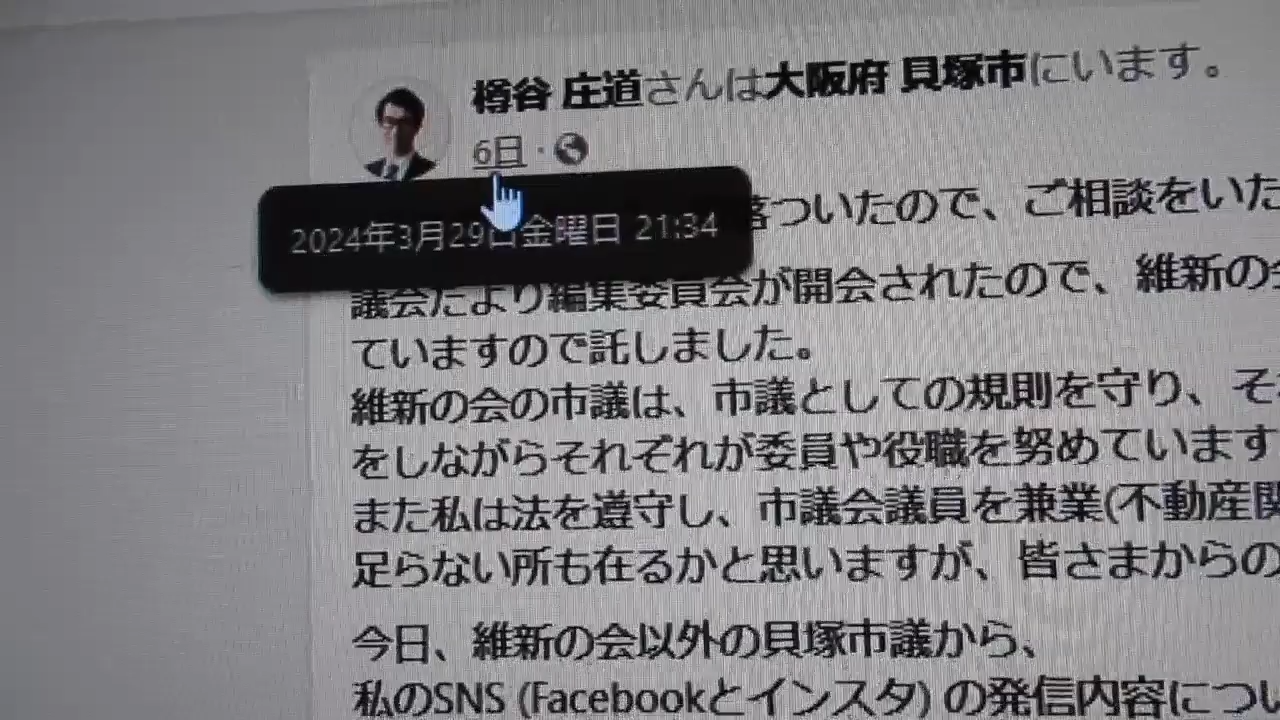 樽谷 庄道さんは大阪府 貝塚市にいます。
6日 ·
2024年3月29日金曜日 21:34
落ついたので、ご相談をいた
議会だより編集委員会が開会されたので、維新の会
ていますので託しました。
維新の会の市議は、市議としての規則を守り、そ
をしながらそれぞれが委員や役職を努めています
また私は法を遵守し、市議会議員を兼業(不動産関
足らない所も在るかと思いますが、皆さまからの
今日、維新の会以外の貝塚市議から、
私のSNS (Facebookとインスタ) の発信内容につい